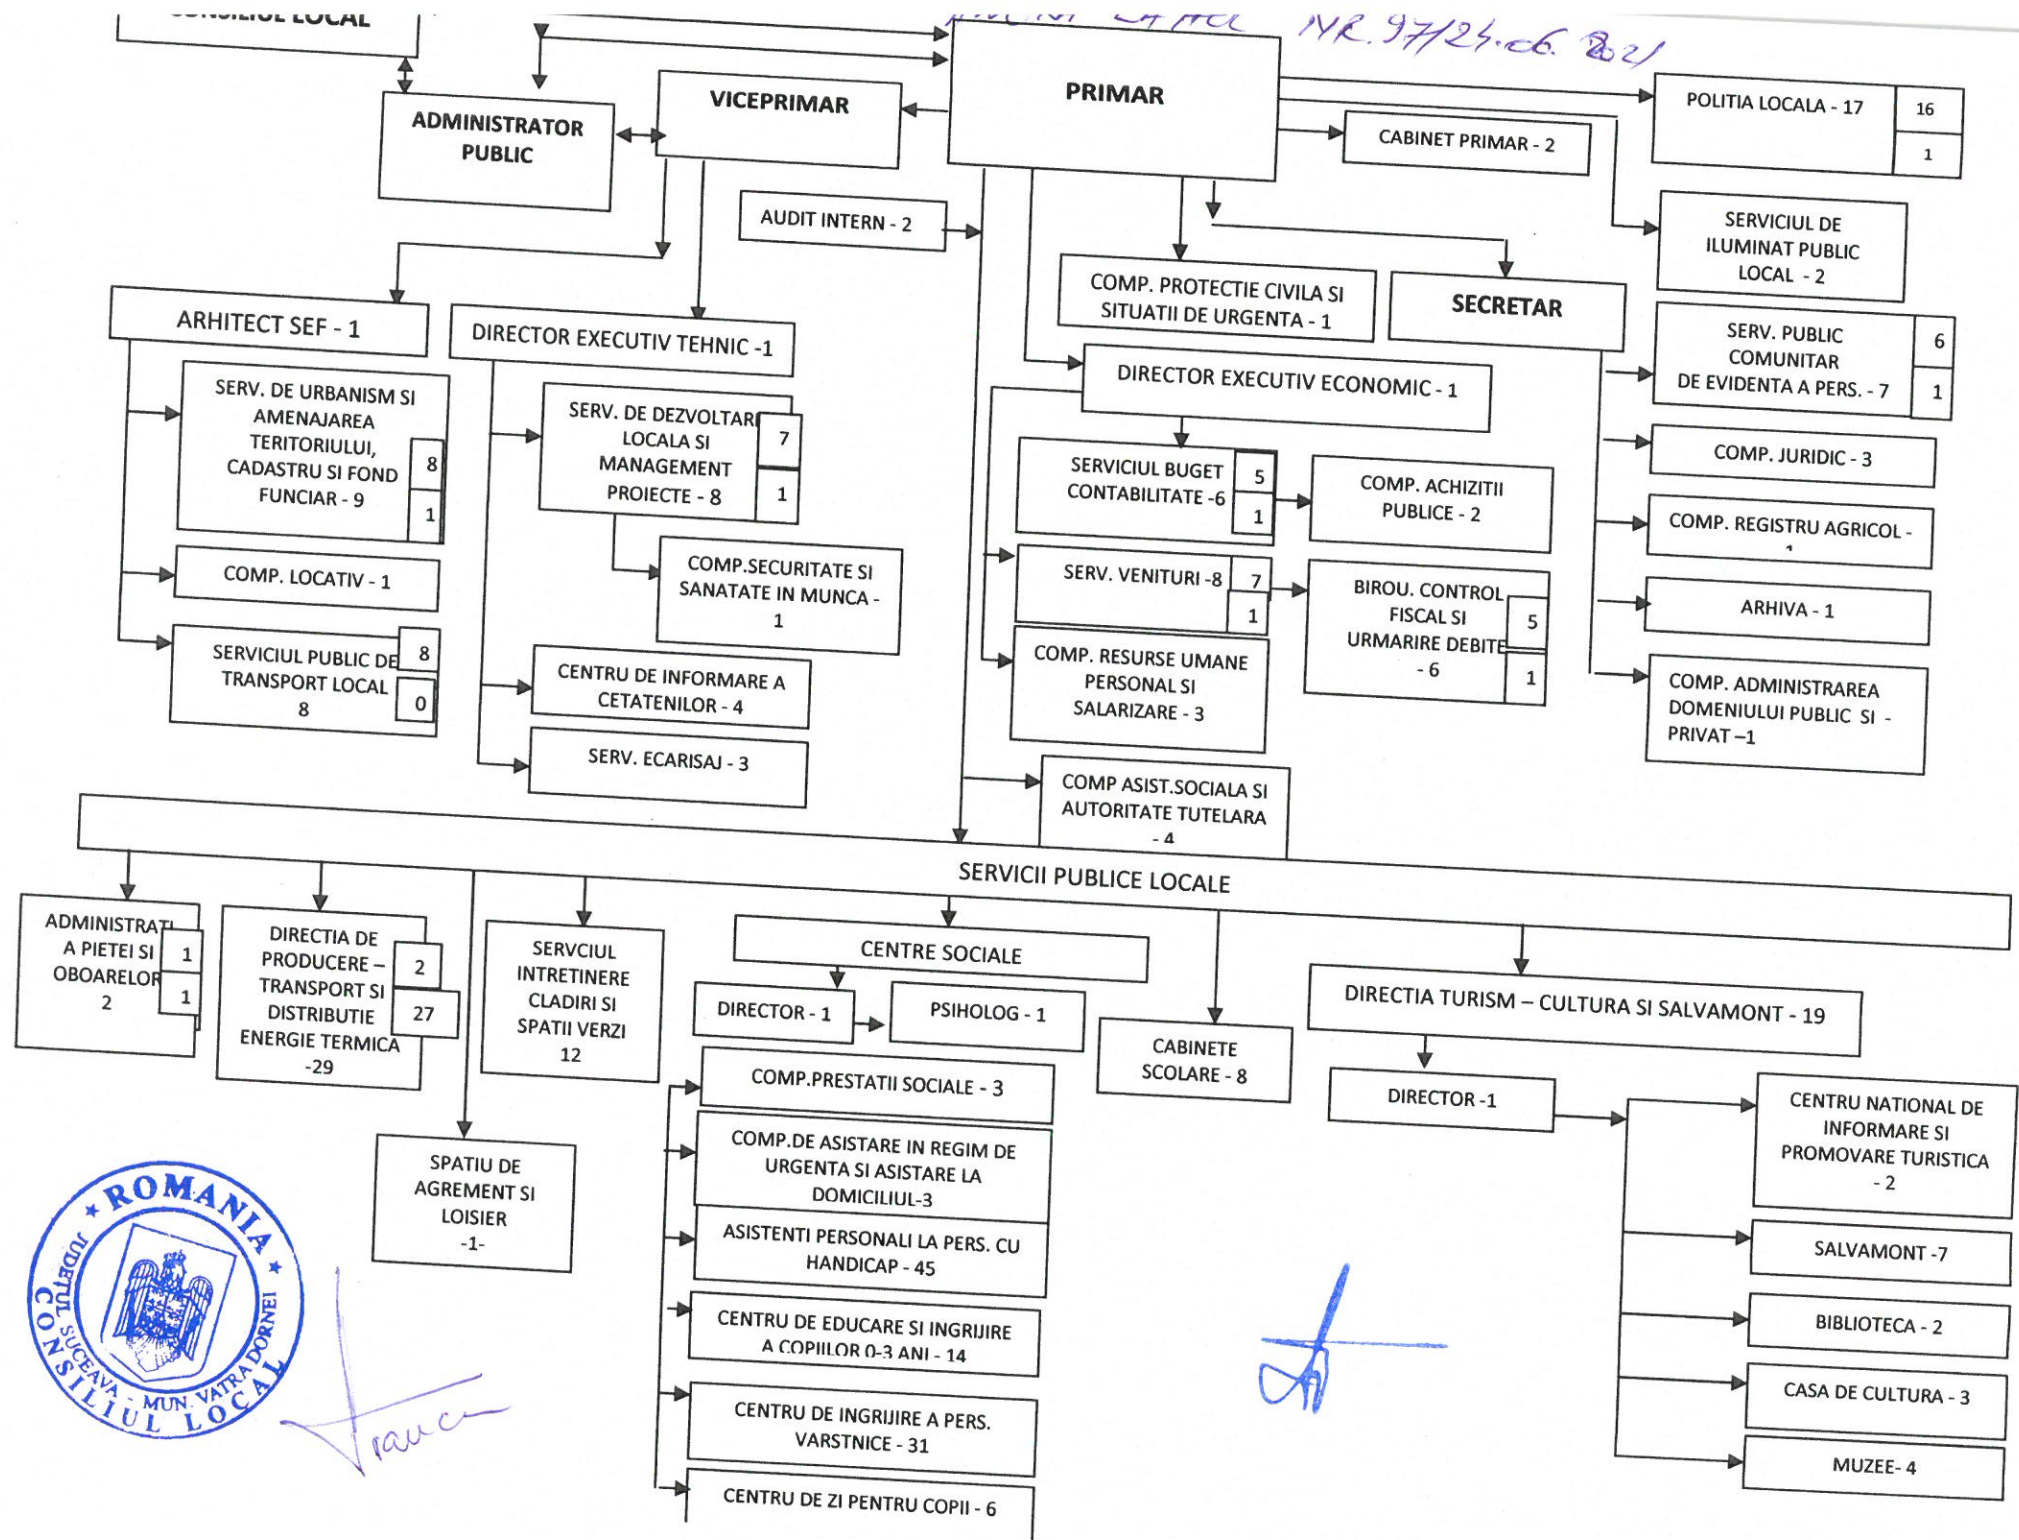 CONSILIUL LOCAL
NR. 97/24.06.2021
PRIMAR
VICEPRIMAR
ADMINISTRATOR
PUBLIC
POLITIA LOCALA - 17
16
1
CABINET PRIMAR - 2
AUDIT INTERN - 2
SERVICIUL DE
ILUMINAT PUBLIC
LOCAL - 2
COMP. PROTECTIE CIVILA SI
SITUATII DE URGENTA - 1
SECRETAR
ARHITECT SEF - 1
DIRECTOR EXECUTIV TEHNIC -1
SERV. PUBLIC
COMUNITAR
DE EVIDENTA A PERS. - 7
6
1
DIRECTOR EXECUTIV ECONOMIC - 1
SERV. DE URBANISM SI
AMENAJAREA
TERITORIULUI,
CADASTRU SI FOND
FUNCIAR - 9
8
1
SERV. DE DEZVOLTARE
LOCALA SI
MANAGEMENT
PROIECTE - 8
7
1
SERVICIUL BUGET
CONTABILITATE -6
5
1
COMP. ACHIZITII
PUBLICE - 2
COMP. JURIDIC - 3
COMP. REGISTRU AGRICOL -
COMP. LOCATIV - 1
COMP.SECURITATE SI
SANATATE IN MUNCA -
1
SERV. VENITURI -8
7
1
BIROU. CONTROL
FISCAL SI
URMARIRE DEBITE
- 6
5
1
ARHIVA - 1
SERVICIUL PUBLIC DE
TRANSPORT LOCAL
8
8
0
CENTRU DE INFORMARE A
CETATENILOR - 4
COMP. RESURSE UMANE
PERSONAL SI
SALARIZARE - 3
COMP. ADMINISTRAREA
DOMENIULUI PUBLIC SI -
PRIVAT –1
SERV. ECARISAJ - 3
COMP ASIST.SOCIALA SI
AUTORITATE TUTELARA
- 4
SERVICII PUBLICE LOCALE
ADMINISTRATI
A PIETEI SI
OBOARELOR
2
1
1
DIRECTIA DE
PRODUCERE –
TRANSPORT SI
DISTRIBUTIE
ENERGIE TERMICA
-29
2
27
SERVCIUL
INTRETINERE
CLADIRI SI
SPATII VERZI
12
CENTRE SOCIALE
DIRECTOR - 1
PSIHOLOG - 1
CABINETE
SCOLARE - 8
DIRECTIA TURISM – CULTURA SI SALVAMONT - 19
DIRECTOR -1
COMP.PRESTATII SOCIALE - 3
COMP.DE ASISTARE IN REGIM DE
URGENTA SI ASISTARE LA
DOMICILIUL-3
ASISTENTI PERSONALI LA PERS. CU
HANDICAP - 45
CENTRU DE EDUCARE SI INGRIJIRE
A COPIILOR 0-3 ANI - 14
CENTRU DE INGRIJIRE A PERS.
VARSTNICE - 31
CENTRU DE ZI PENTRU COPII - 6
SPATIU DE
AGREMENT SI
LOISIER
-1-
CENTRU NATIONAL DE
INFORMARE SI
PROMOVARE TURISTICA
- 2
SALVAMONT -7
BIBLIOTECA - 2
CASA DE CULTURA - 3
MUZEE- 4
ROMANIA
JUDEȚUL SUCEAVA - MUN. VATRA DORNEI
CONSILIUL LOCAL